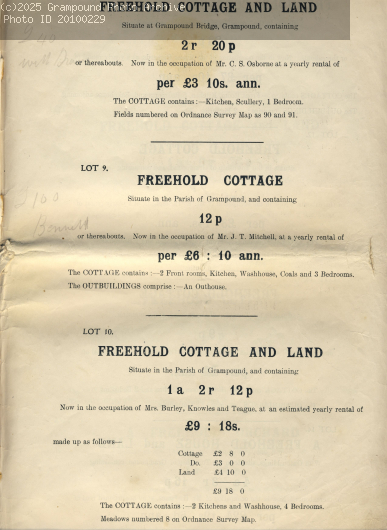 (c)2025 Grampound
Photo ID 20100229
FREEHOLD COTTAGE AND LAND
Situate at Grampound Bridge, Grampound, containing
2 r 20 p
or thereabouts. Now in the occupation of Mr. C. S. Osborne at a yearly rental of
per £3 10s. ann.
The COTTAGE contains :—Kitchen, Scullery, 1 Bedroom.
Fields numbered on Ordnance Survey Map as 90 and 91.
LOT 9.
FREEHOLD COTTAGE
Situate in the Parish of Grampound, and containing
12 p
or thereabouts. Now in the occupation of Mr. J. T. Mitchell, at a yearly rental of
per £6 : 10 ann.
The COTTAGE contains :—2 Front rooms, Kitchen, Washhouse, Coals and 3 Bedrooms.
The OUTBUILDINGS comprise :—An Outhouse.
LOT 10.
FREEHOLD COTTAGE AND LAND
Situate in the Parish of Grampound, and containing
1 a 2 r 12 p
Now in the occupation of Mrs. Burley, Knowles and Teague, at an estimated yearly rental of
£9 : 18s.
made up as follows—
Cottage £2 8 0
Do. £3 0 0
Land £4 10 0
£9 18 0
The COTTAGE contains :—2 Kitchens and Washhouse, 4 Bedrooms.
Meadows numbered 8 on Ordnance Survey Map.